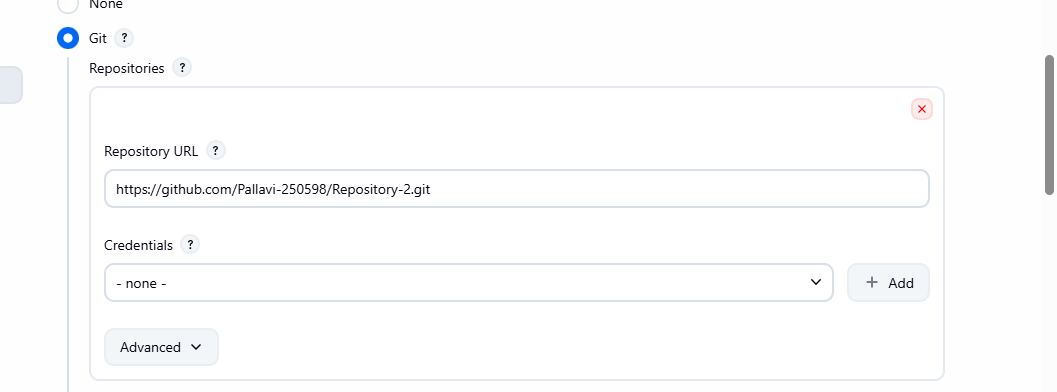 None
Git ?
Repositories ?
Repository URL ?
https://github.com/Pallavi-250598/Repository-2.git
Credentials ?
- none -
+ Add
Advanced